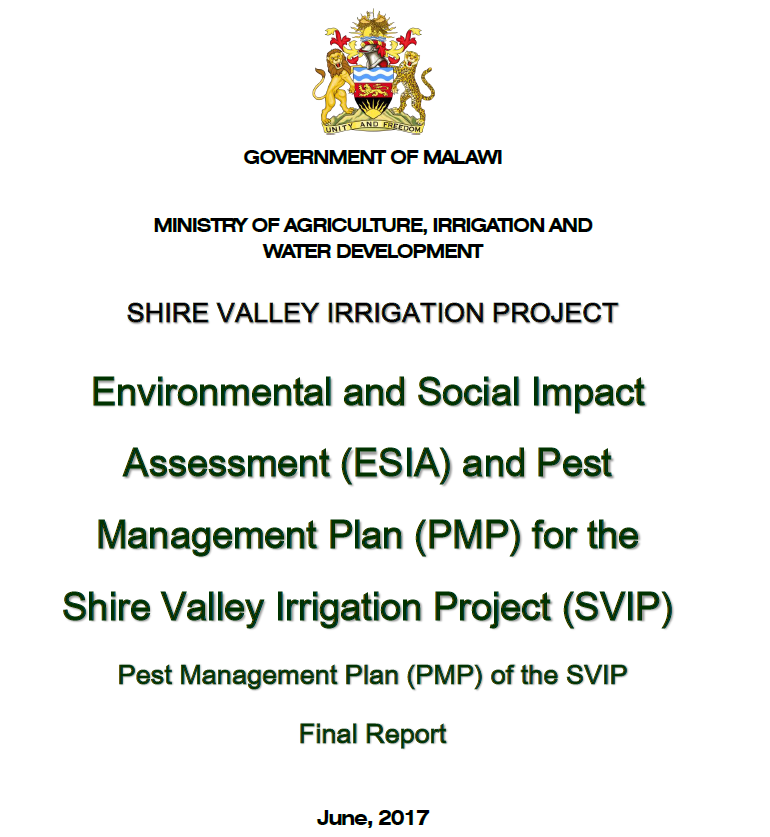 UNITY AND FREEDOM
GOVERNMENT OF MALAWI
MINISTRY OF AGRICULTURE, IRRIGATION AND
WATER DEVELOPMENT
SHIRE VALLEY IRRIGATION PROJECT
Environmental and Social Impact
Assessment (ESIA) and Pest
Management Plan (PMP) for the
Shire Valley Irrigation Project (SVIP)
Pest Management Plan (PMP) of the SVIP
Final Report
June, 2017